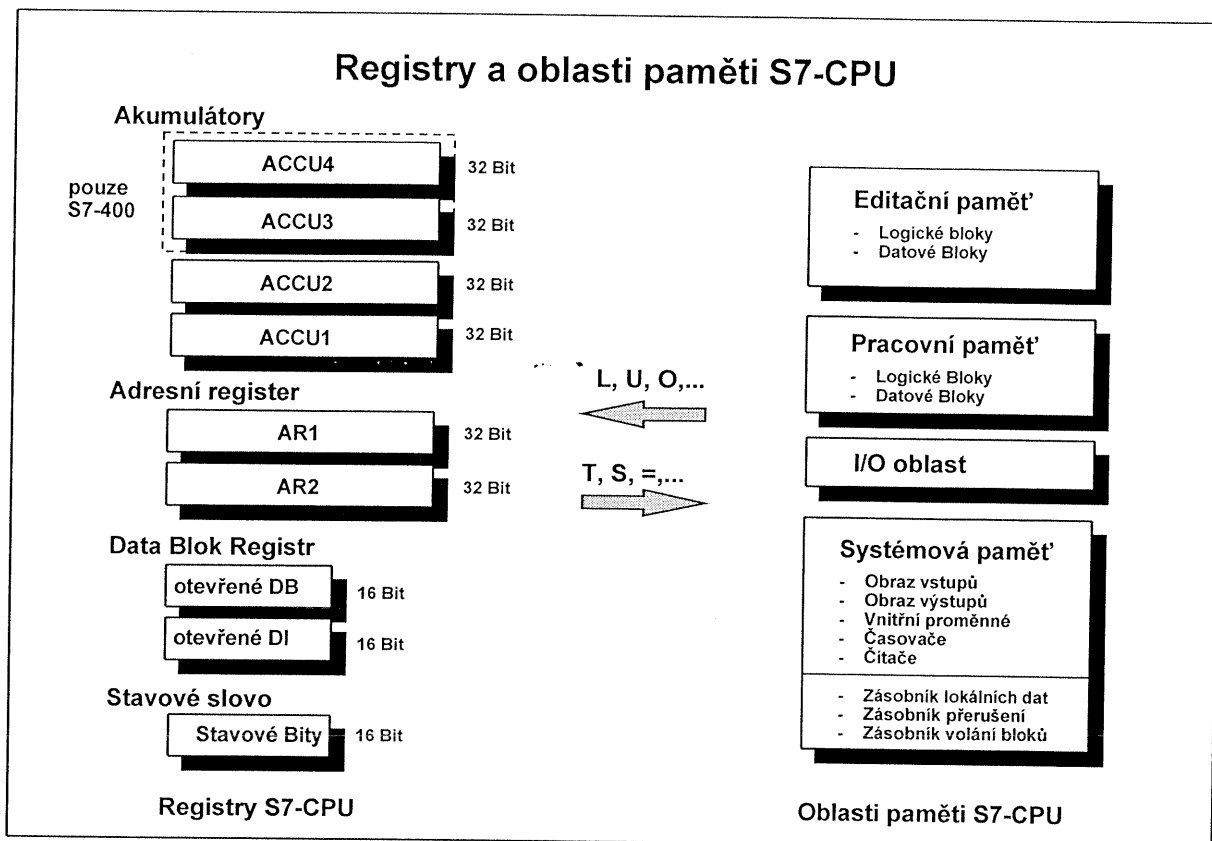 Registry a oblasti paměti S7-CPU
Akumulátory
pouze
S7-400
ACCU4
32 Bit
ACCU3
32 Bit
ACCU2
32 Bit
ACCU1
32 Bit
Adresní register
AR1
32 Bit
AR2
32 Bit
Data Blok Registr
otevřené DB
16 Bit
otevřené DI
16 Bit
Stavové slovo
Stavové Bity
16 Bit
Registry S7-CPU
L, U, O,...
T, S, =,...
Editační paměť
- Logické bloky
- Datové Bloky
Pracovní paměť
- Logické Bloky
- Datové Bloky
I/O oblast
Systémová paměť
- Obraz vstupů
- Obraz výstupů
- Vnitřní proměnné
- Časovače
- Čítače
- Zásobník lokálních dat
- Zásobník přerušení
- Zásobník volání bloků
Oblasti paměti S7-CPU